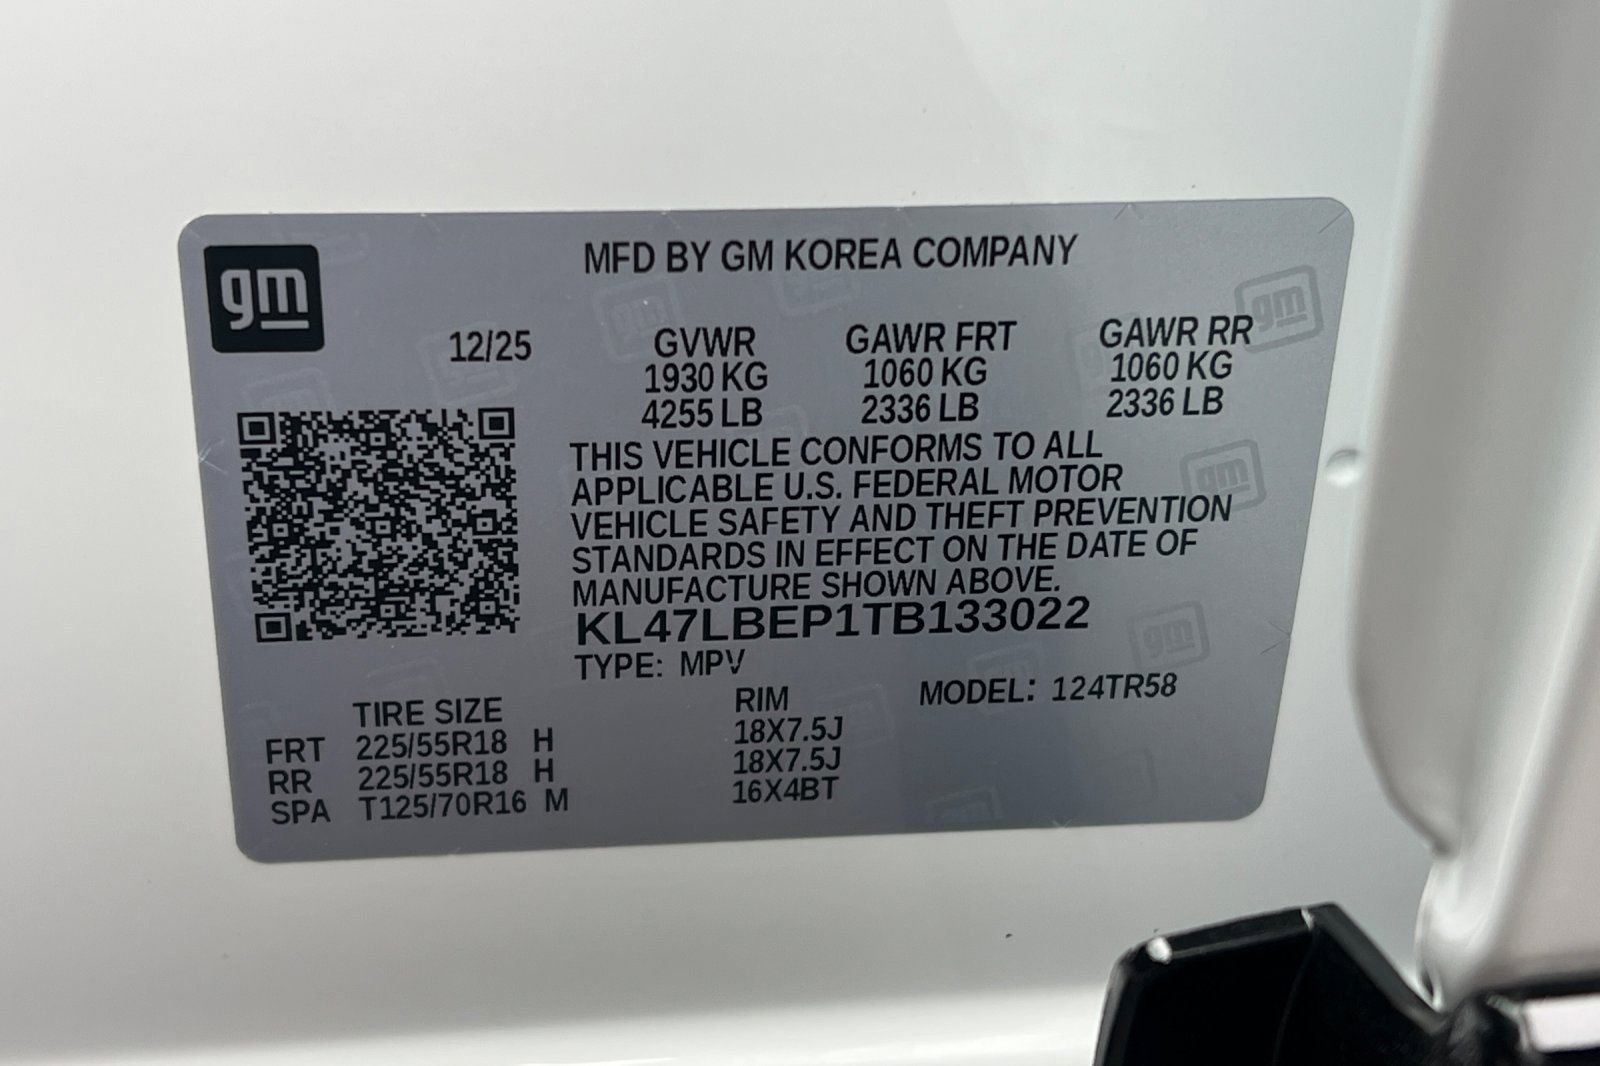 gm
MFD BY GM KOREA COMPANY
12/25 GVWR GAWR FRT GAWR RR
1930 KG 1060 KG 1060 KG
4255 LB 2336 LB 2336 LB
THIS VEHICLE CONFORMS TO ALL
APPLICABLE U.S. FEDERAL MOTOR
VEHICLE SAFETY AND THEFT PREVENTION
STANDARDS IN EFFECT ON THE DATE OF
MANUFACTURE SHOWN ABOVE.
KL47LBEP1TB133022
TYPE: MPV
TIRE SIZE RIM MODEL: 124TR58
FRT 225/55R18 H 18X7.5J
RR 225/55R18 H 18X7.5J
SPA T125/70R16 M 16X4BT